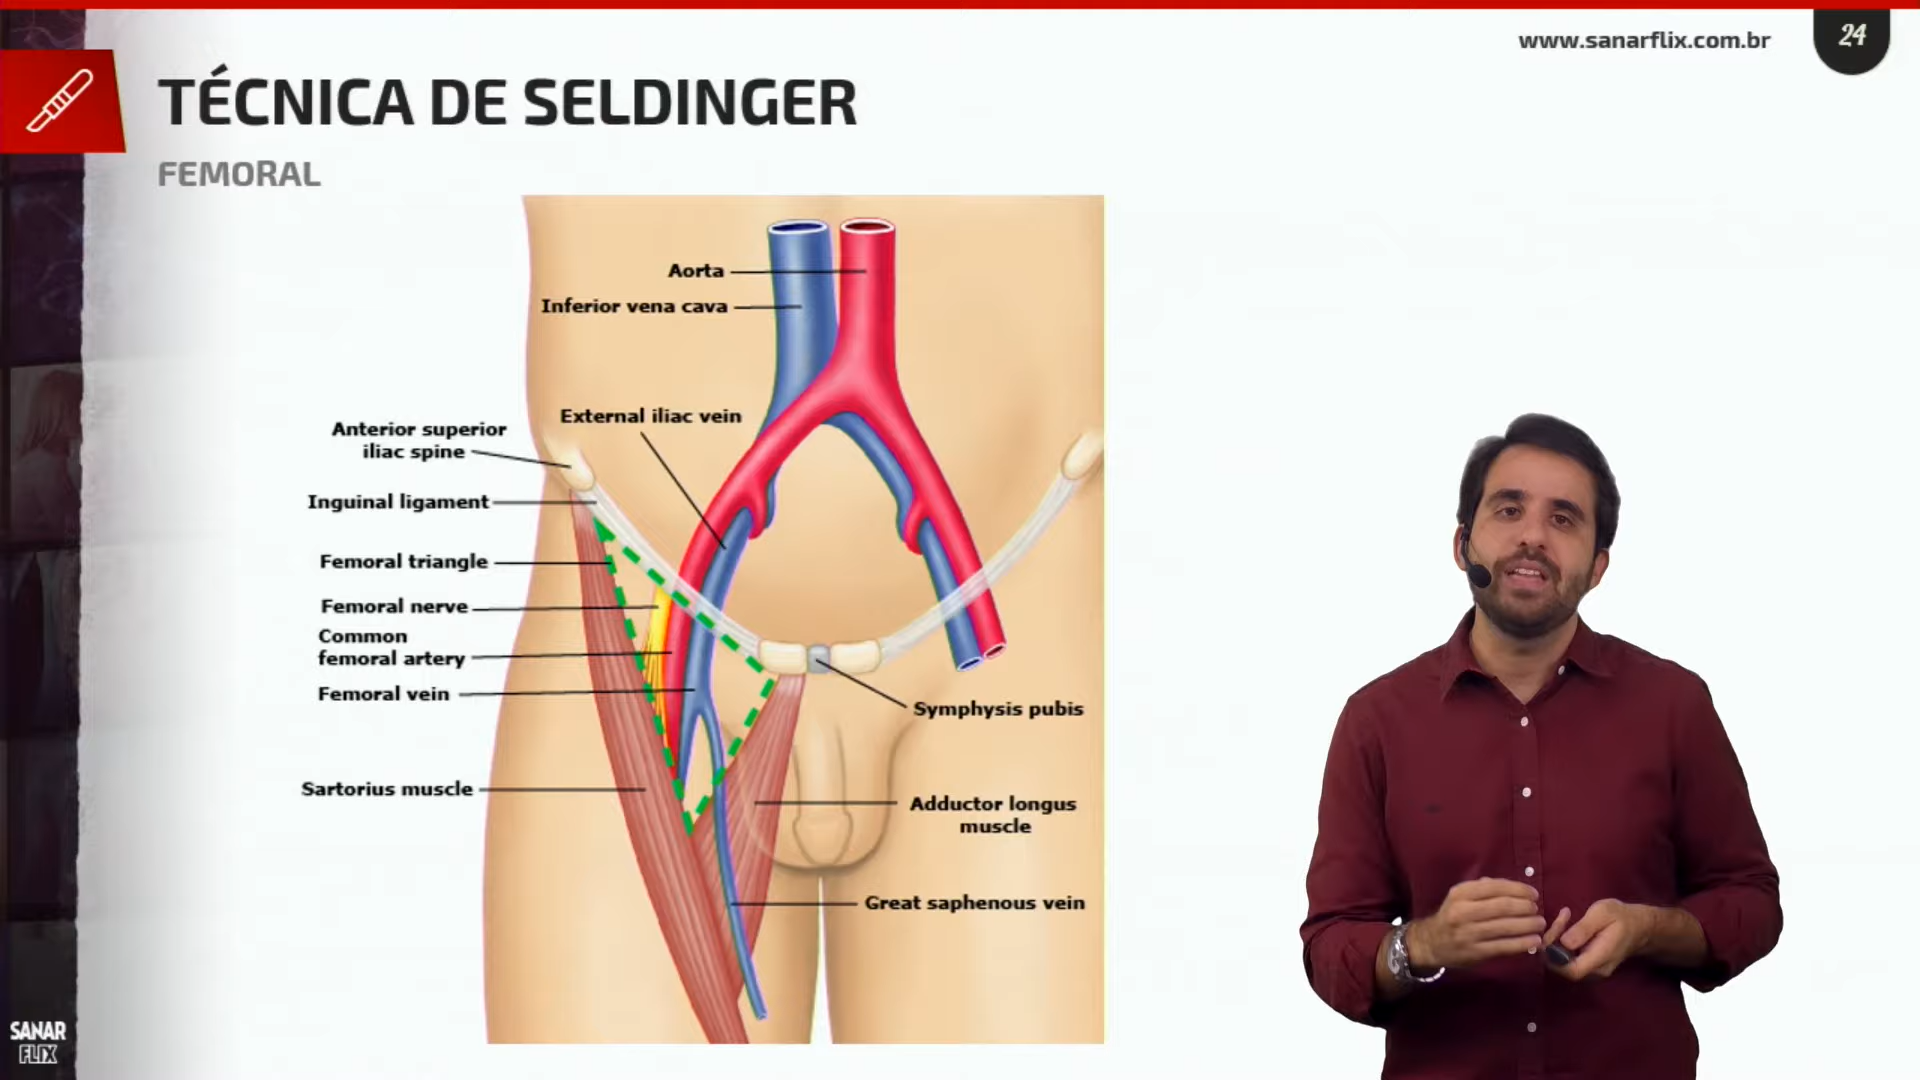 www.sanarflix.com.br
24
TÉCNICA DE SELDINGER
FEMORAL
Aorta
Inferior vena cava
External iliac vein
Anterior superior
iliac spine
Inguinal ligament
Femoral triangle
Femoral nerve
Common
femoral artery
Femoral vein
Symphysis pubis
Sartorius muscle
Adductor longus
muscle
Great saphenous vein
SANAR
FLIX